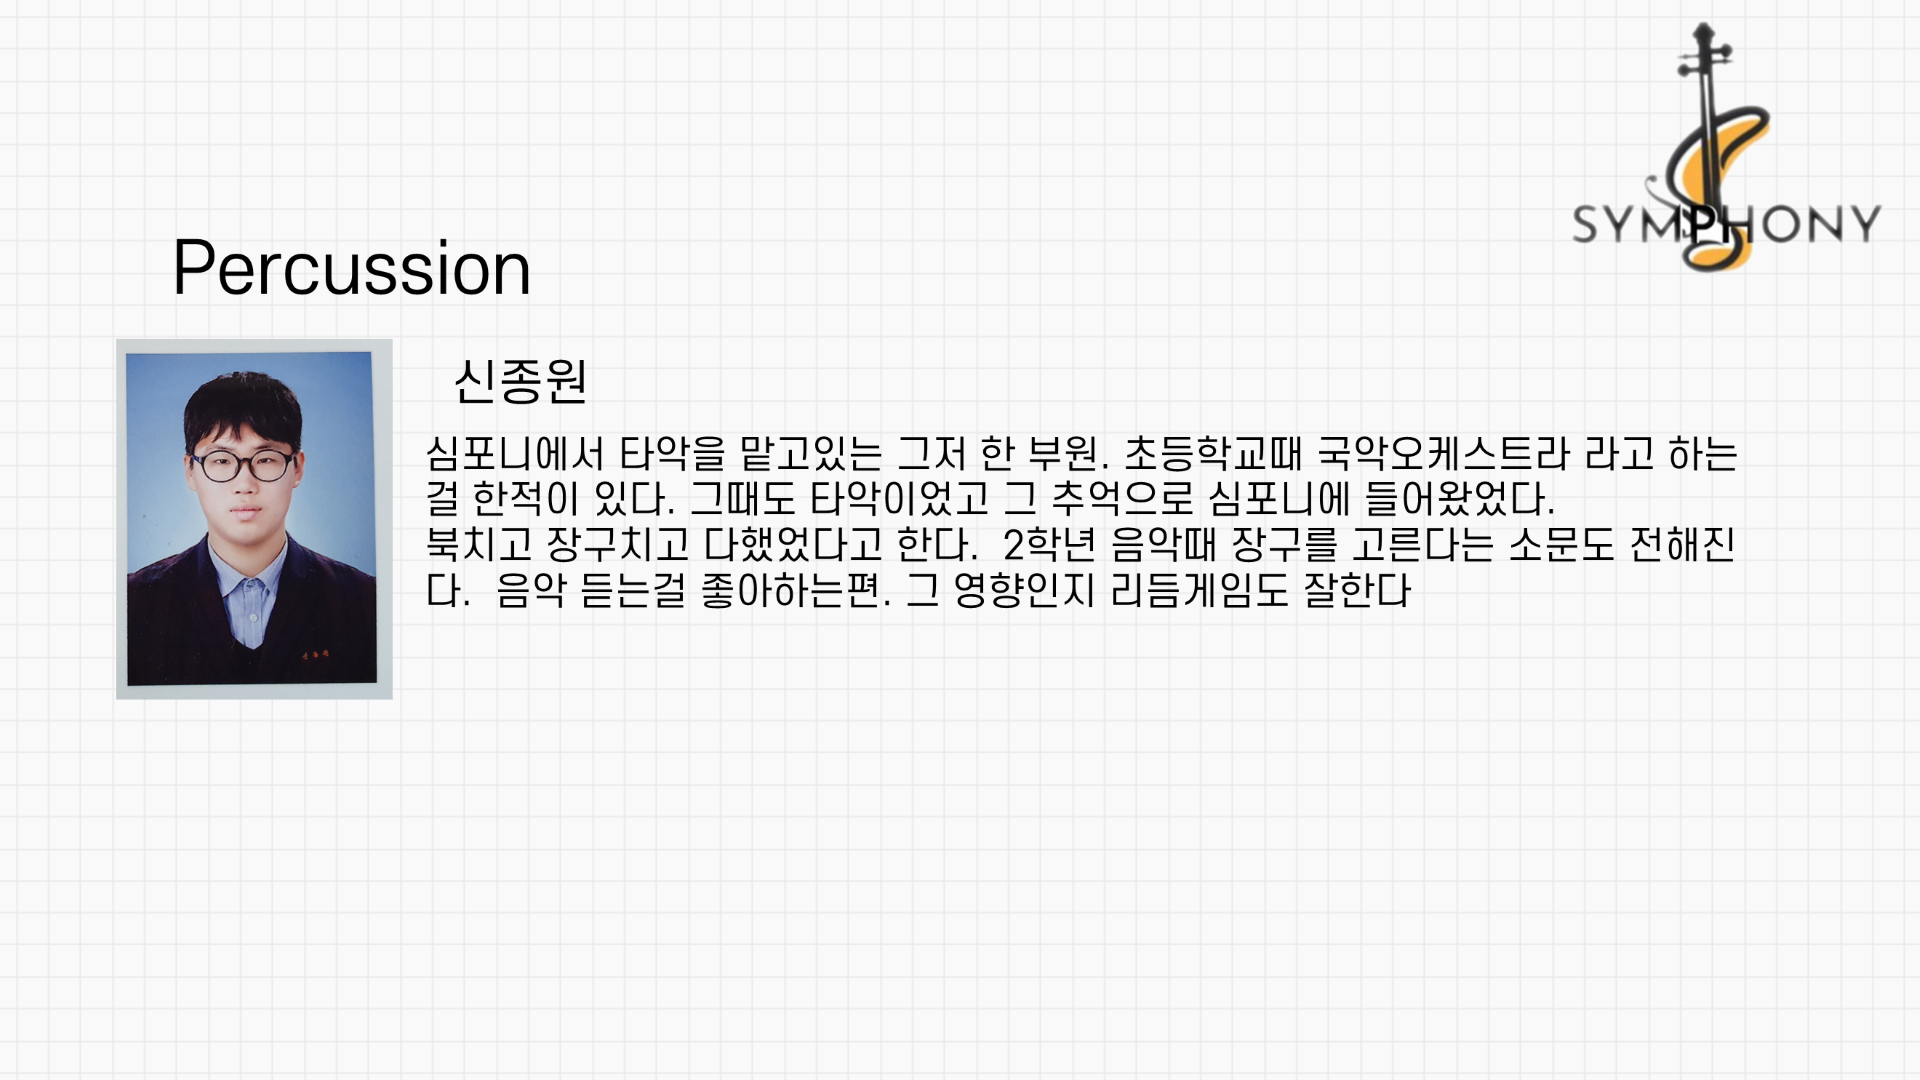 SYMPHONY
Percussion
신종원
심포니에서 타악을 맡고있는 그저 한 부원. 초등학교때 국악오케스트라 라고 하는
걸 한적이 있다. 그때도 타악이었고 그 추억으로 심포니에 들어왔었다.
북치고 장구치고 다했었다고 한다.  2학년 음악때 장구를 고른다는 소문도 전해진
다.  음악 듣는걸 좋아하는편. 그 영향인지 리듬게임도 잘한다